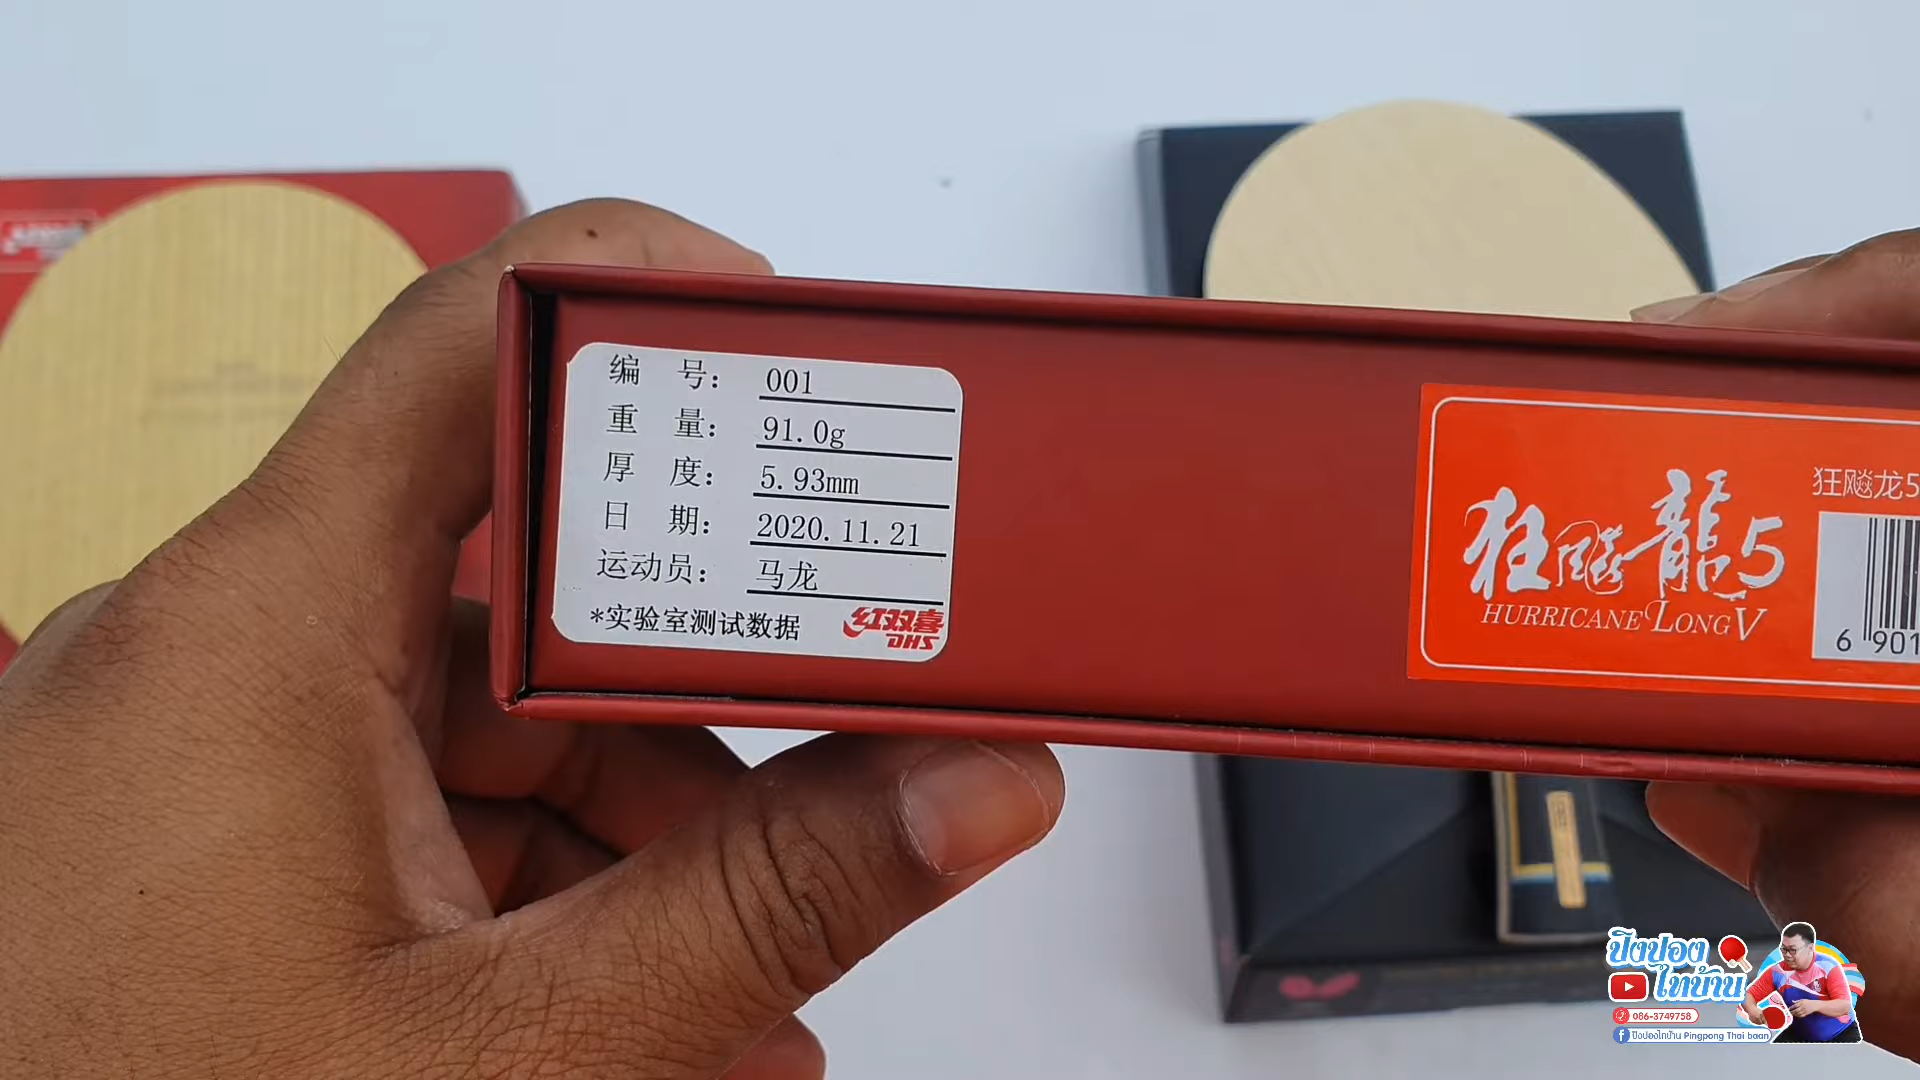 编 号： 001
重 量： 91.0g
厚 度： 5.93mm
日 期： 2020.11.21
运动员： 马龙
*实验室测试数据
红双喜
DHS
狂飚龙5
狂飚龍5
HURRICANE LONG V
6 901
ปิงปอง
ไทบ้าน
086-3749758
ปิงปองไทบ้าน Pingpong Thai baan